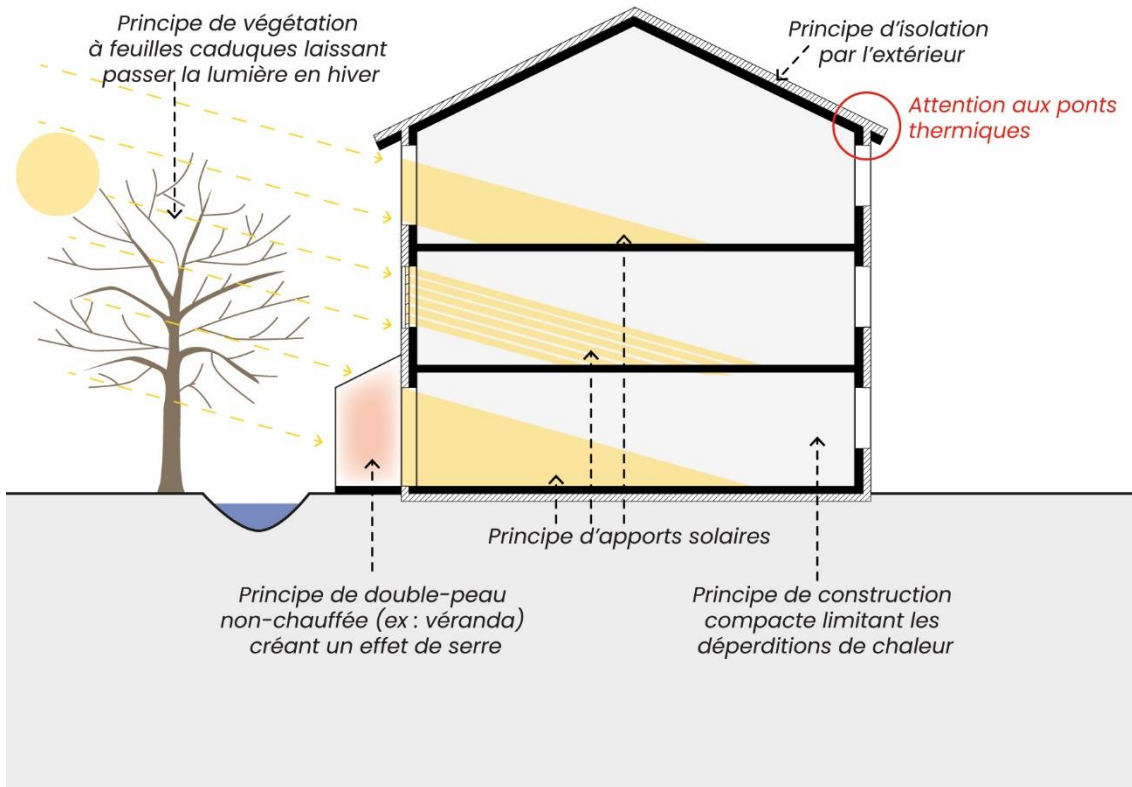 Principe de végétation
à feuilles caduques laissant
passer la lumière en hiver
Principe d’isolation
par l’extérieur
Attention aux ponts
thermiques
Principe d’apports solaires
Principe de double-peau
non-chauffée (ex : véranda)
créant un effet de serre
Principe de construction
compacte limitant les
déperditions de chaleur